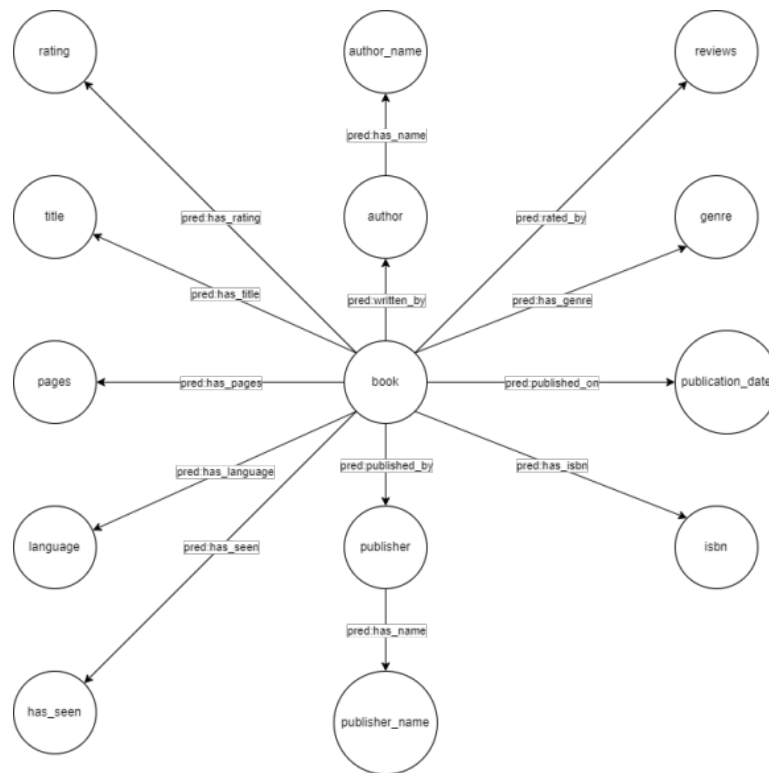 rating
author_name
reviews
pred:has_name
title
pred:has_rating
author
pred:rated_by
genre
pred:has_title
pred:written_by
pred:has_genre
pages
pred:has_pages
book
pred:published_on
publication_date
pred:has_language
pred:published_by
pred:has_isbn
language
pred:has_seen
publisher
isbn
pred:has_name
has_seen
publisher_name